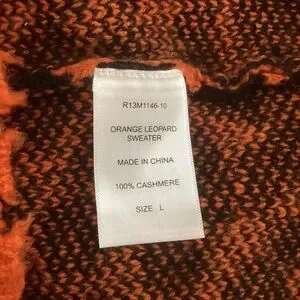 R13M1146-10
ORANGE LEOPARD
SWEATER
MADE IN CHINA
100% CASHMERE
SIZE L